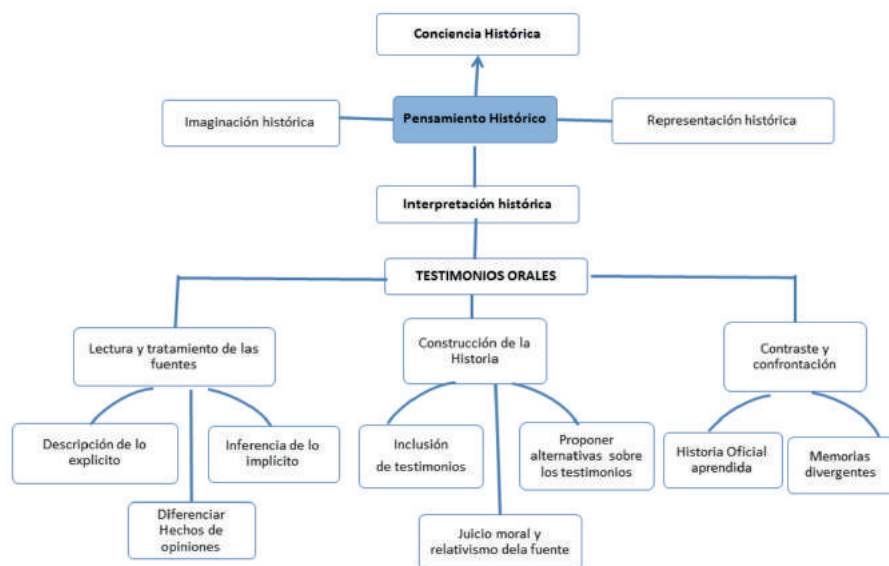 Conciencia Histórica
Imaginación histórica
Pensamiento Histórico
Representación histórica
Interpretación histórica
TESTIMONIOS ORALES
Lectura y tratamiento de las
fuentes
Construcción de la
Historia
Contraste y
confrontación
Descripción de lo
explícito
Inferencia de lo
implícito
Diferenciar
Hechos de
opiniones
Inclusión
de testimonios
Proponer
alternativas sobre
los testimonios
Juicio moral y
relativismo dela fuente
Historia Oficial
aprendida
Memorias
divergentes